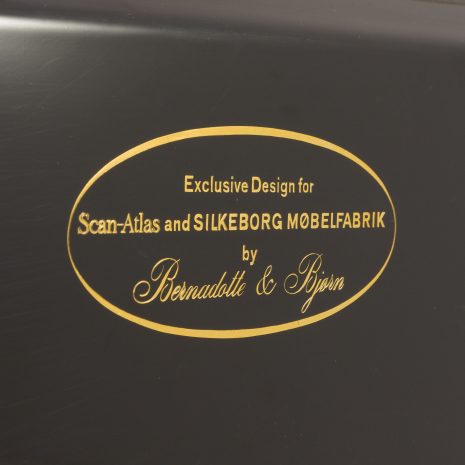 Exclusive Design for
Scan-Atlas and SILKEBORG MØBELFABRIK
by
Bernadotte & Bjørn